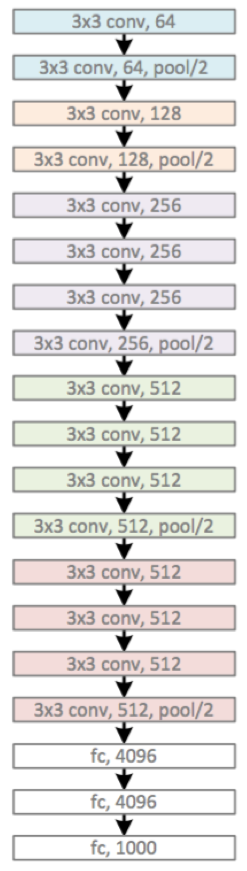 3x3 conv, 64
3x3 conv, 64, pool/2
3x3 conv, 128
3x3 conv, 128, pool/2
3x3 conv, 256
3x3 conv, 256
3x3 conv, 256
3x3 conv, 256, pool/2
3x3 conv, 512
3x3 conv, 512
3x3 conv, 512
3x3 conv, 512, pool/2
3x3 conv, 512
3x3 conv, 512
3x3 conv, 512
3x3 conv, 512, pool/2
fc, 4096
fc, 4096
fc, 1000